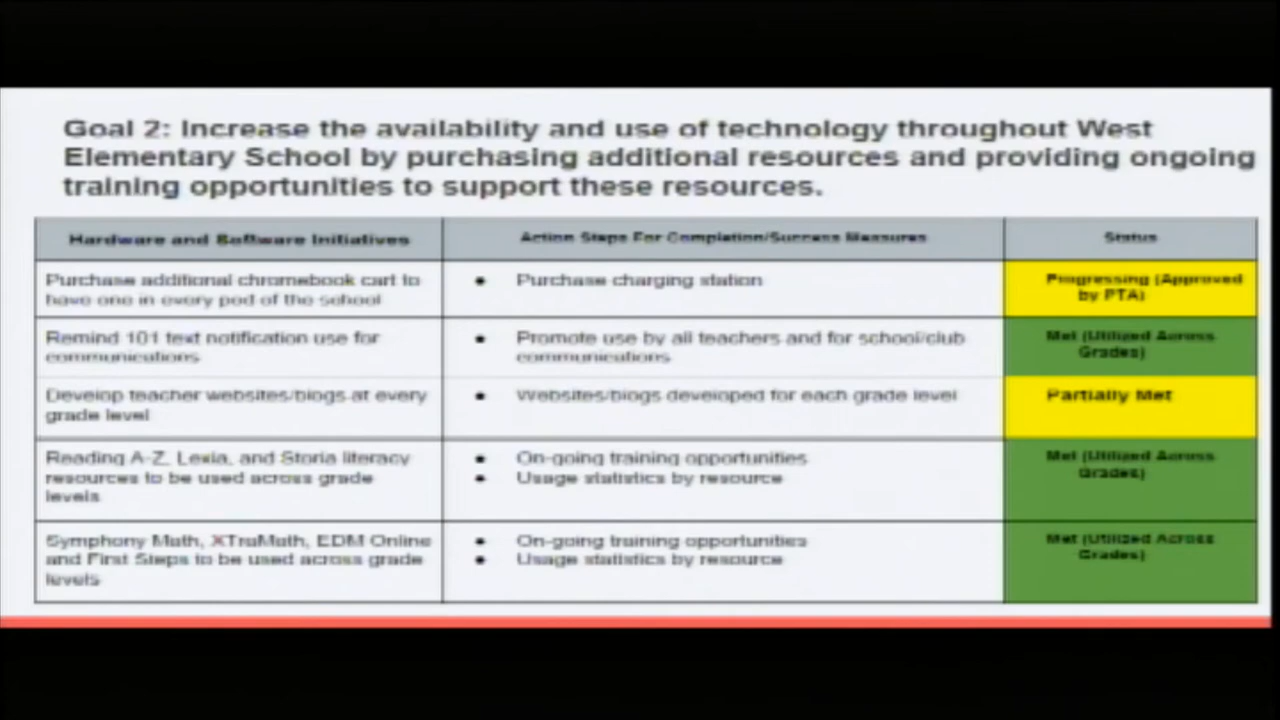 Goal 2: Increase the availability and use of technology throughout West
Elementary School by purchasing additional resources and providing ongoing
training opportunities to support these resources.
Hardware and Software Initiatives
Action Steps For Completion/Success Measures
Status
Purchase additional chromebook cart to
have one in every pod of the school
● Purchase charging station
Progressing (Approved
by PTA)
Remind 101 text notification use for
communications
● Promote use by all teachers and for school/club
communications
Met (Utilized Across
Grades)
Develop teacher websites/blogs at every
grade level
● Websites/blogs developed for each grade level
Partially Met
Reading A-Z, Lexia, and Storia literacy
resources to be used across grade
levels
● On-going training opportunities
● Usage statistics by resource
Met (Utilized Across
Grades)
Symphony Math, XTraMath, EDM Online
and First Steps to be used across grade
levels
● On-going training opportunities
● Usage statistics by resource
Met (Utilized Across
Grades)